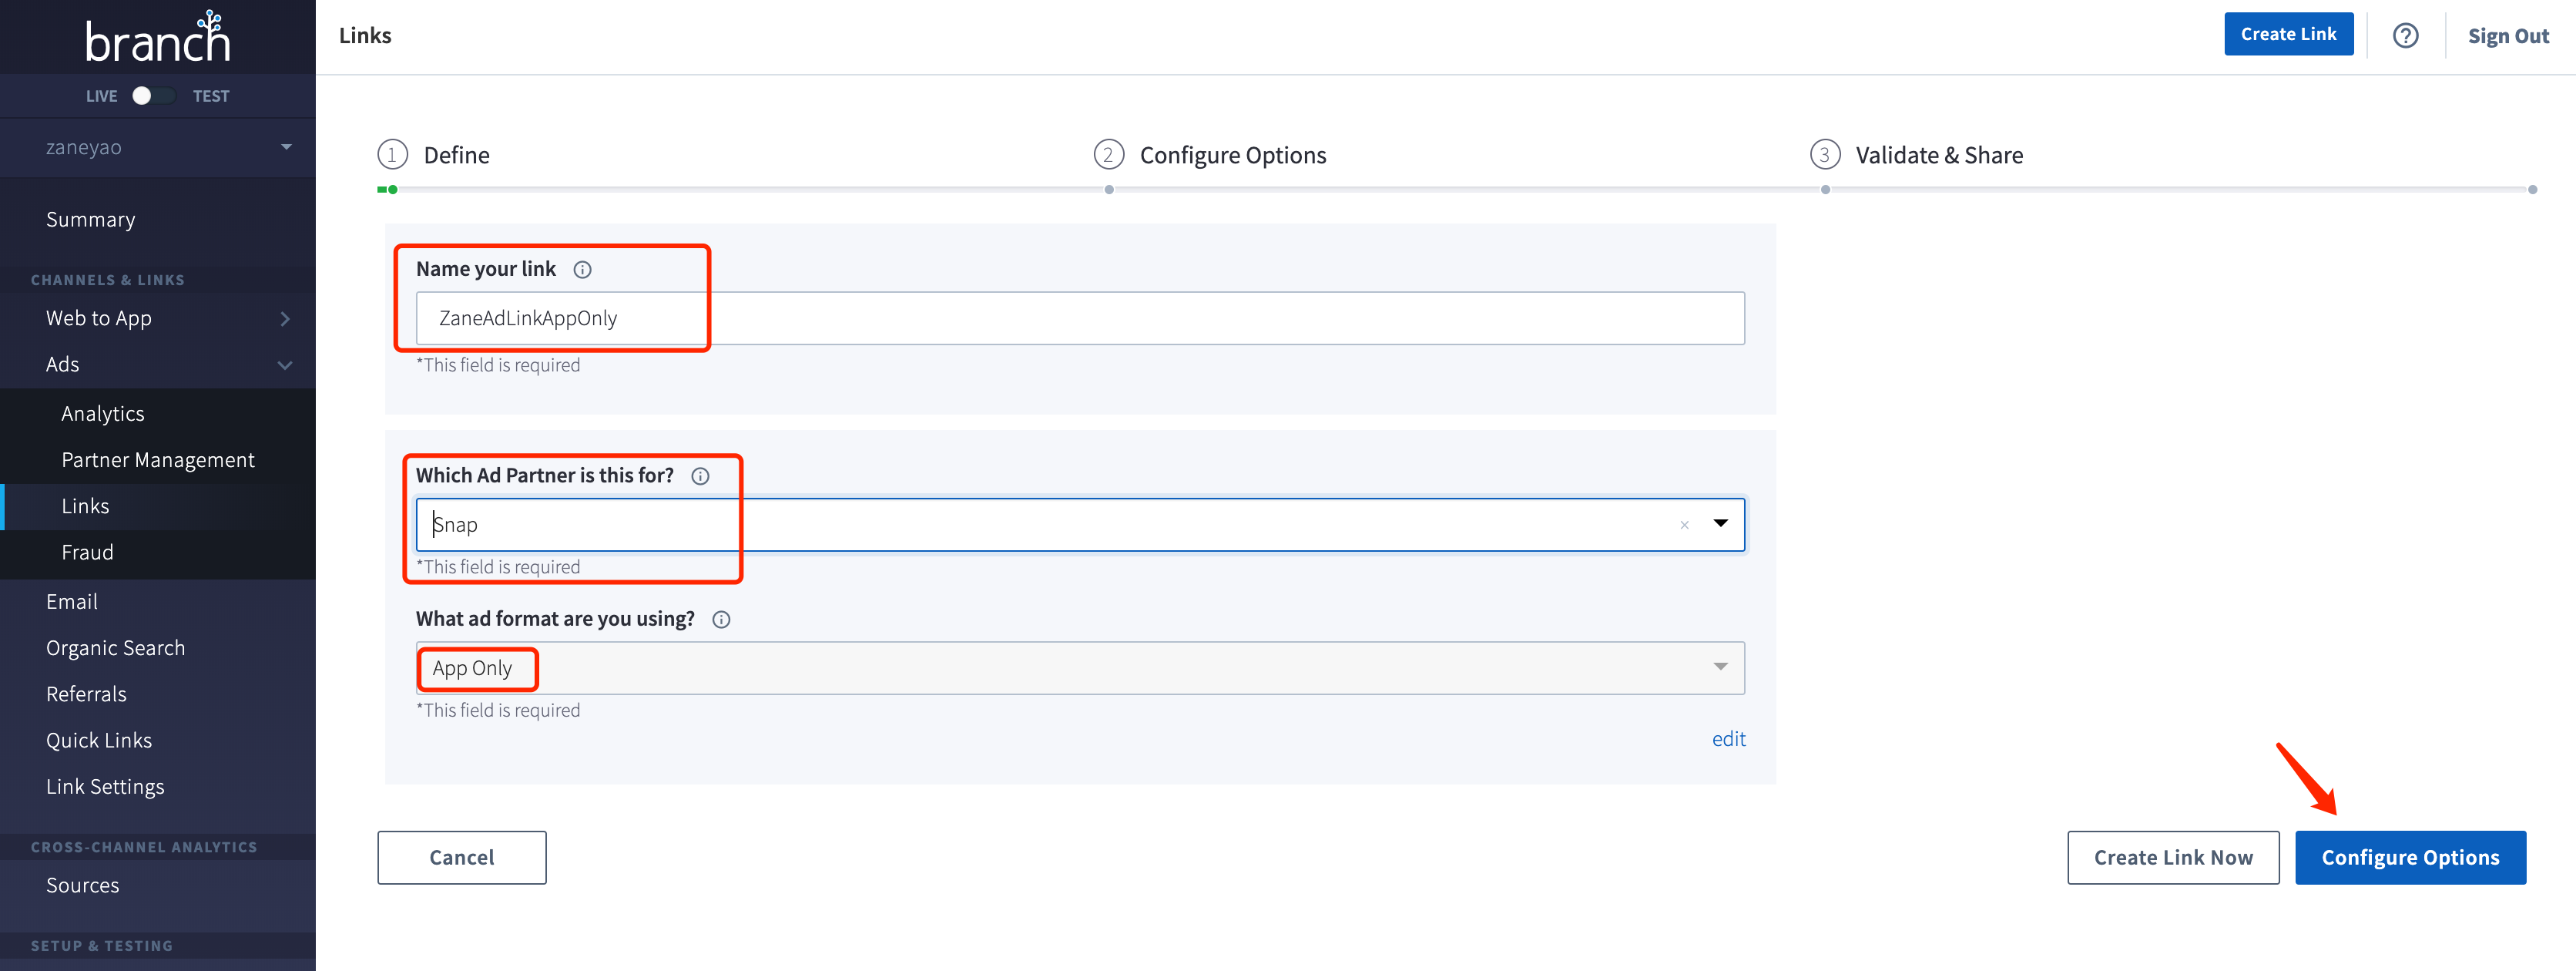 branch
LIVE TEST
zaneyao
Summary
CHANNELS & LINKS
Web to App
Ads
Analytics
Partner Management
Links
Fraud
Email
Organic Search
Referrals
Quick Links
Link Settings
CROSS-CHANNEL ANALYTICS
Sources
SETUP & TESTING
Links
Create Link
?
Sign Out
1 Define
2 Configure Options
3 Validate & Share
Name your link
ZaneAdLinkAppOnly
*This field is required
Which Ad Partner is this for?
Snap
*This field is required
What ad format are you using?
App Only
*This field is required
edit
Cancel
Create Link Now
Configure Options